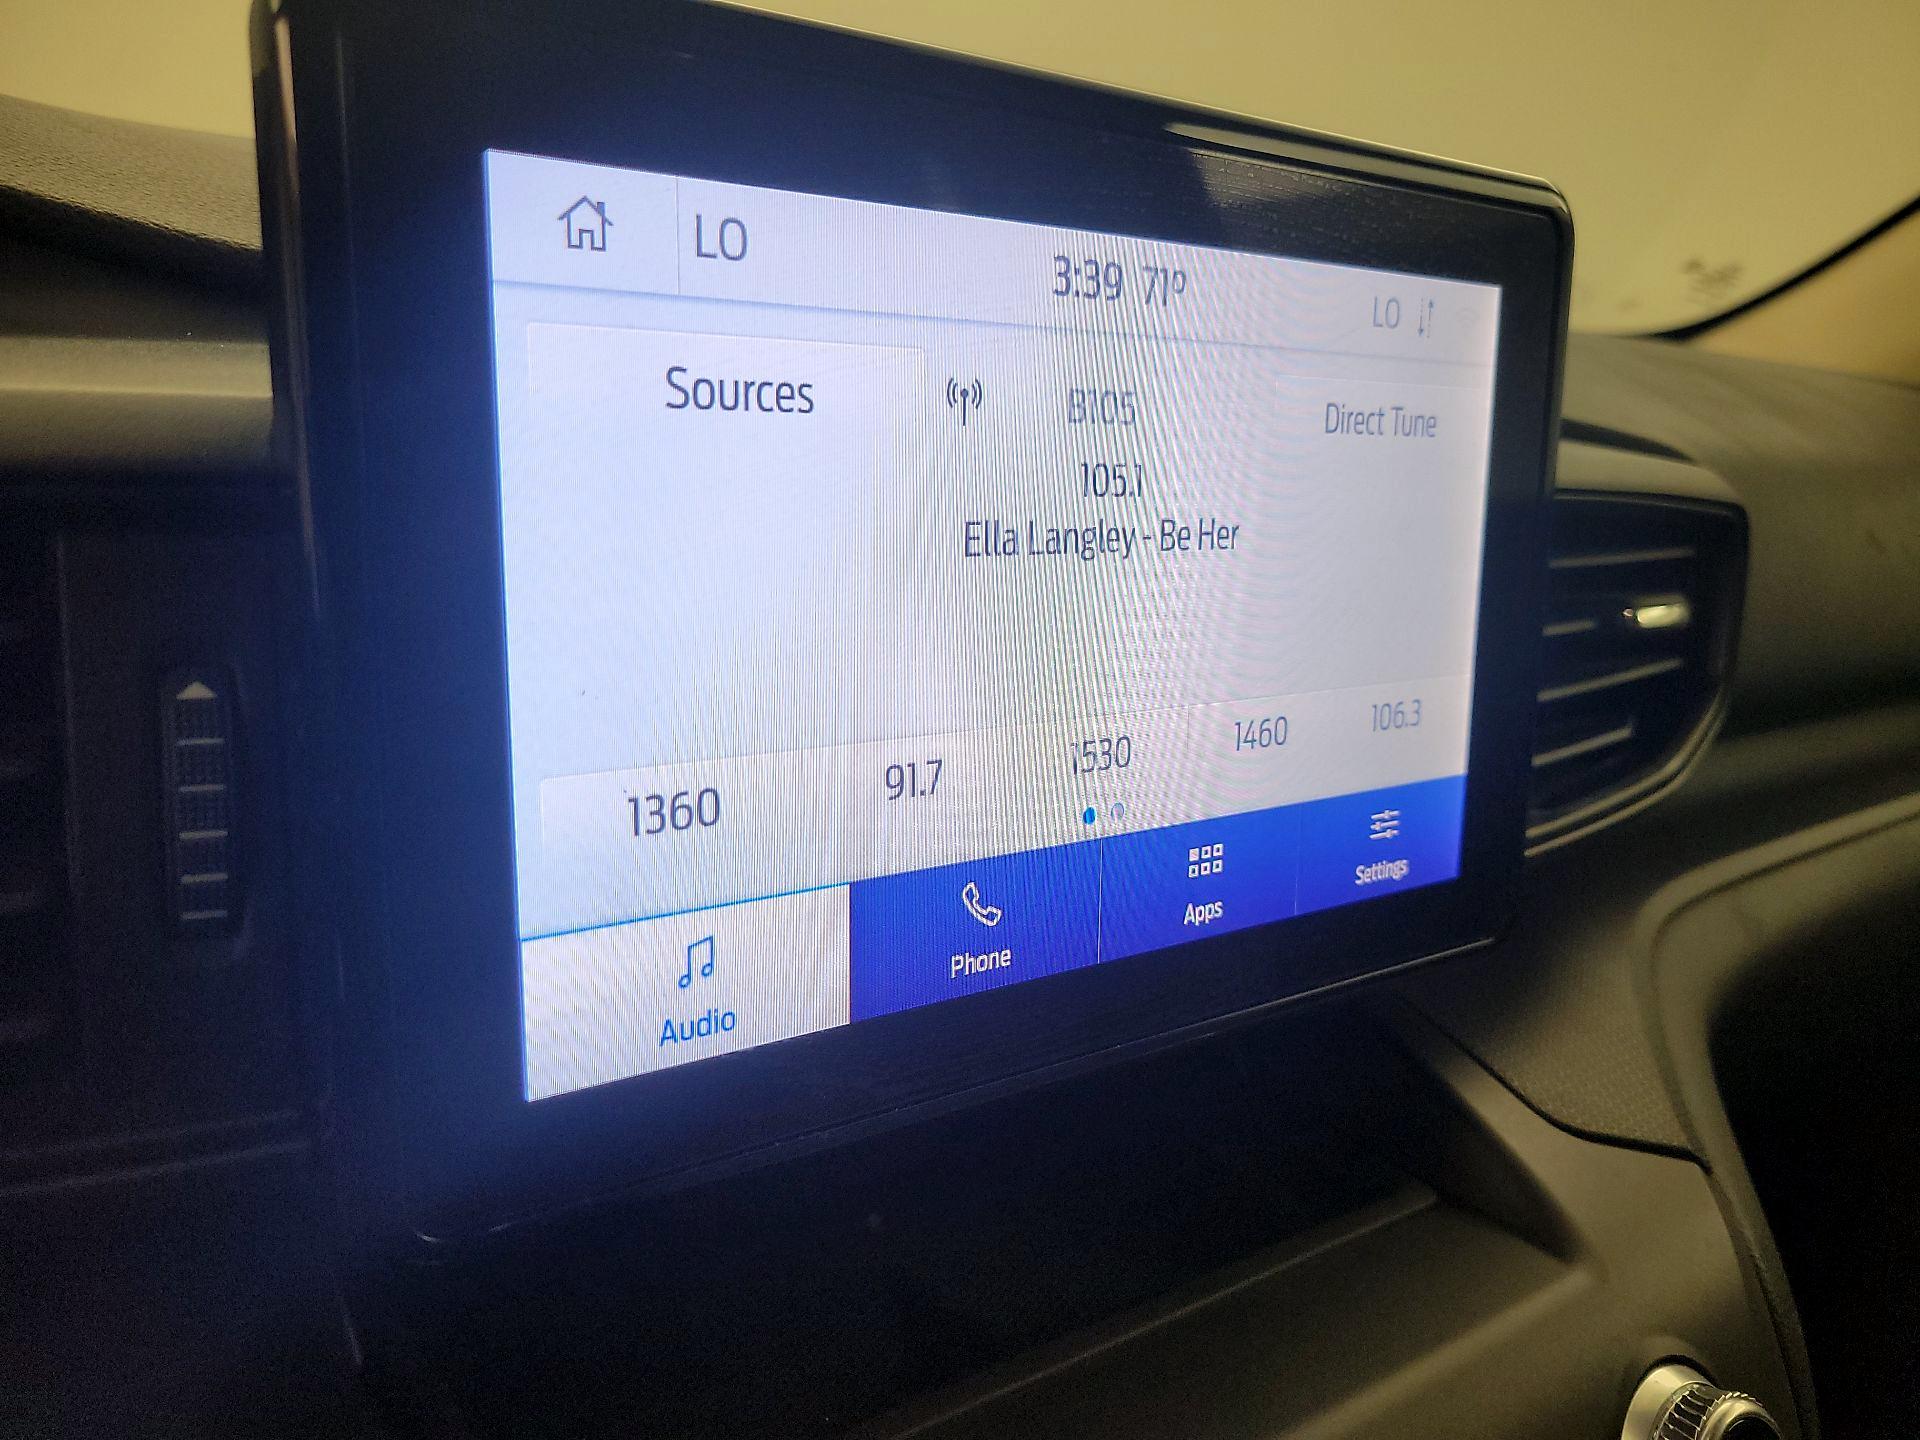 LO
3:39 71°
LO
Sources
B105
Direct Tune
105.1
Ella Langley - Be Her
1360
91.7
1530
1460
106.3
Audio
Phone
Apps
Settings